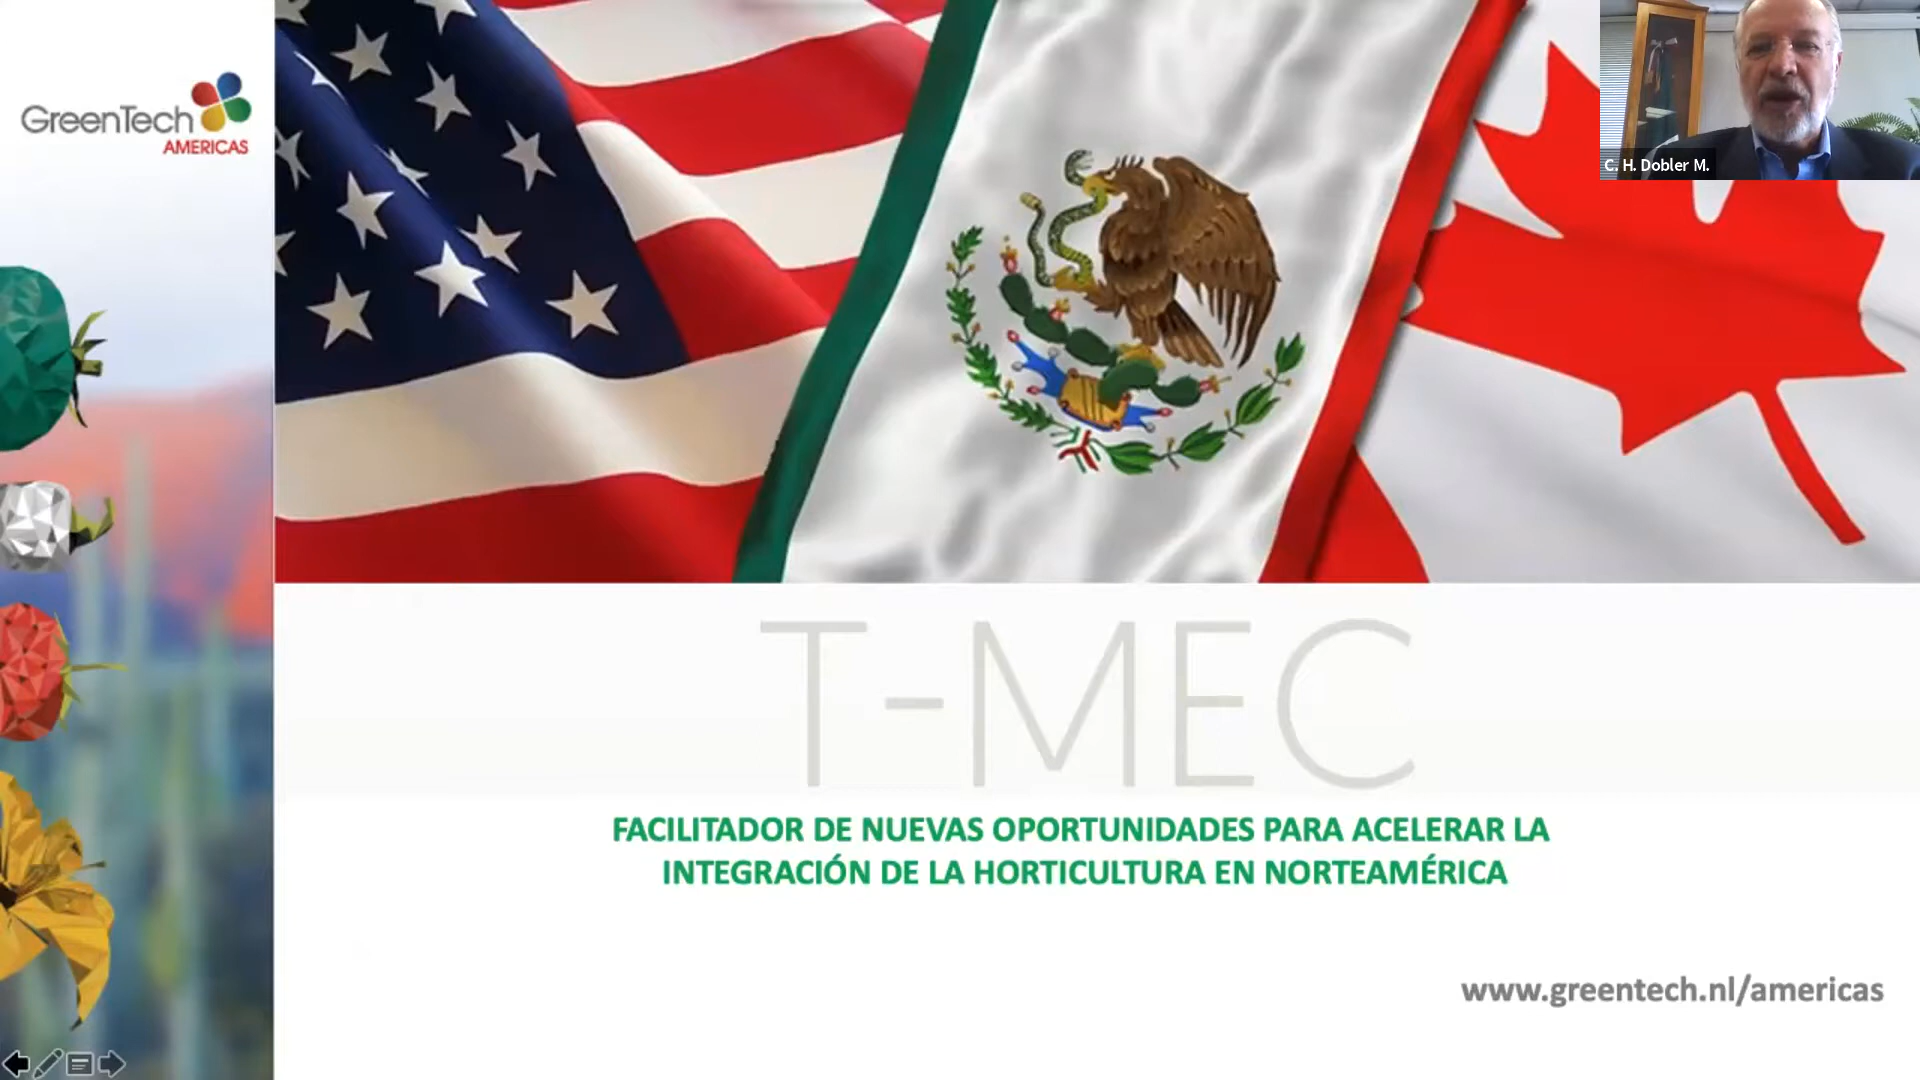 GreenTech
AMERICAS
C. H. Dobler M.
T-MEC
FACILITADOR DE NUEVAS OPORTUNIDADES PARA ACELERAR LA
INTEGRACIÓN DE LA HORTICULTURA EN NORTEAMÉRICA
www.greentech.nl/americas